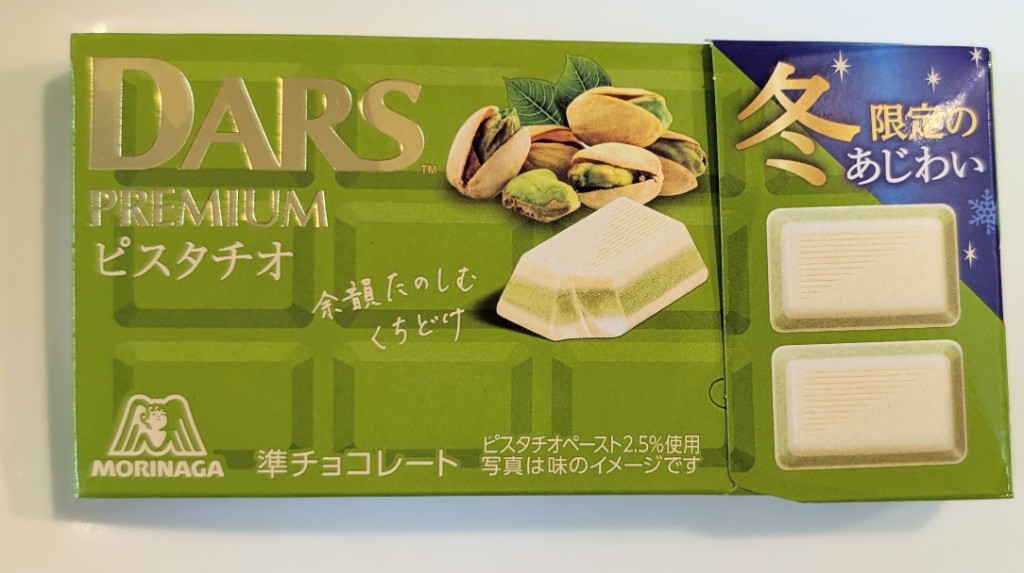 DARS™
PREMIUM
ピスタチオ
余韻たのしむ
くちどけ
MORINAGA
準チョコレート
ピスタチオペースト2.5%使用
写真は味のイメージです
冬
限定の
あじわい